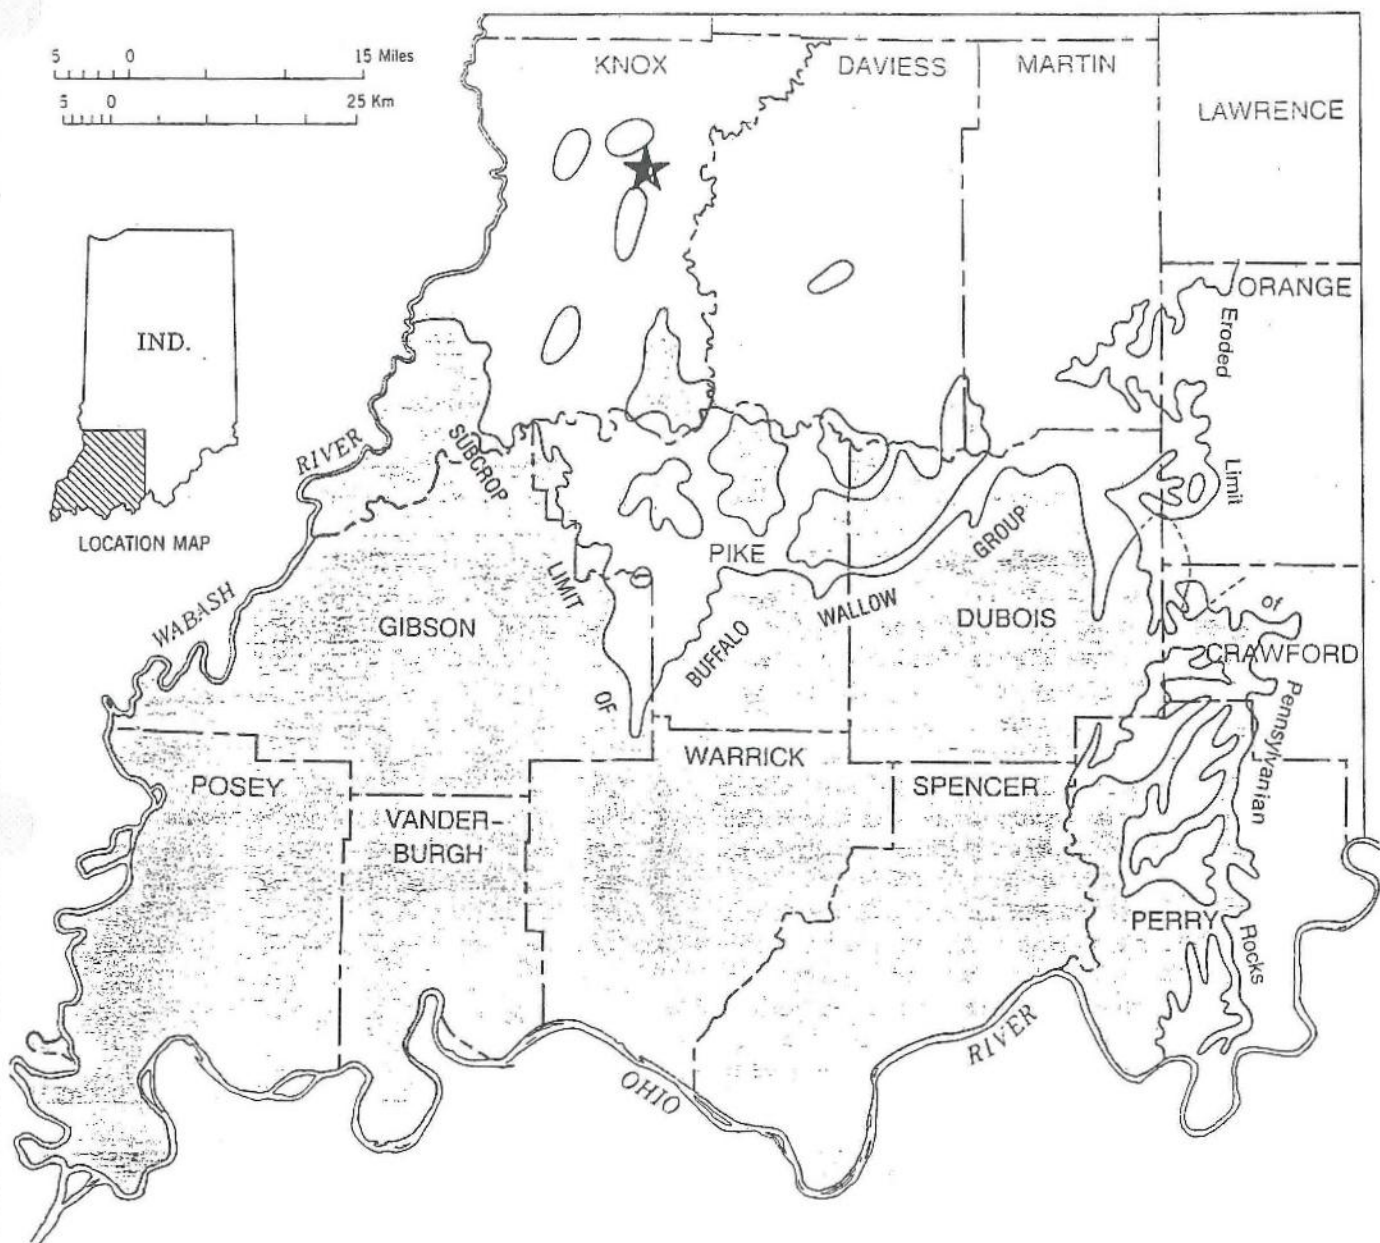 5 0 15 Miles
5 0 25 Km
KNOX
DAVIESS
MARTIN
LAWRENCE
IND.
LOCATION MAP
ORANGE
Eroded
Limit
of
Pennsylvanian
Rocks
WABASH
RIVER
SUBCROP
LIMIT
OF
BUFFALO
WALLOW
GROUP
PIKE
GIBSON
DUBOIS
CRAWFORD
POSEY
VANDER-
BURGH
WARRICK
SPENCER
PERRY
OHIO
RIVER